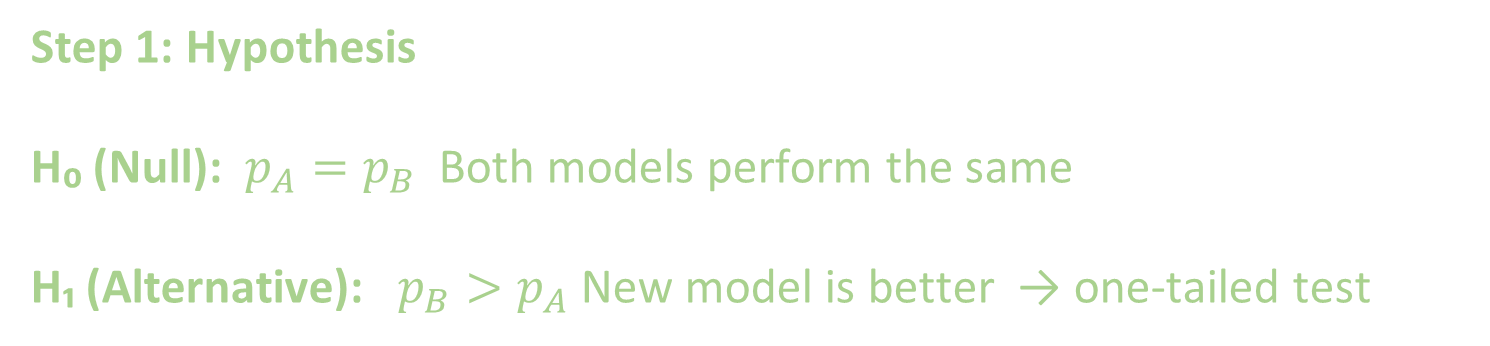 Step 1: Hypothesis
H₀ (Null): p_A = p_B Both models perform the same
H₁ (Alternative): p_B > p_A New model is better → one-tailed test